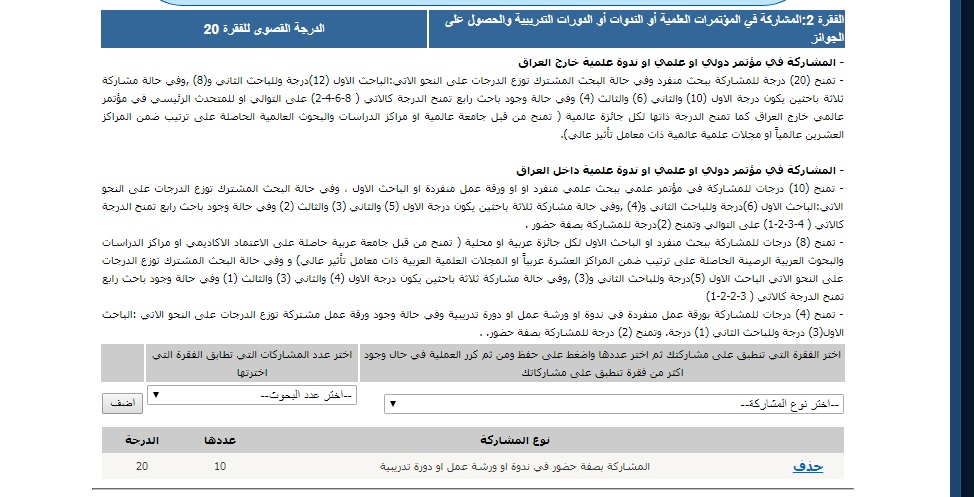 الفقرة 2:المشاركة في المؤتمرات العلمية أو الندوات أو الدورات التدريبية والحصول على
الجوائز
الدرجة القصوى للفقرة 20
- المشاركة في مؤتمر دولي او علمي او ندوة علمية خارج العراق
- تمنح (20) درجة للمشاركة ببحث منفرد وفي حالة البحث المشترك توزع الدرجات على النحو الاتي:الباحث الاول (12)درجة وللباحث الثاني و(8) ,وفي حالة مشاركة
ثلاثة باحثين يكون درجة الاول (10) والثاني (6) والثالث (4) وفي حالة وجود باحث رابع تمنح الدرجة كالاتي ( 8-6-4-2) على التوالي او للمتحدث الرئيسي في مؤتمر
عالمي خارج العراق كما تمنح الدرجة ذاتها لكل جائزة عالمية ( تمنح من قبل جامعة عالمية او مراكز الدراسات والبحوث العالمية الحاصلة على ترتيب ضمن المراكز
العشرين عالمياً او مجلات علمية عالمية ذات معامل تأثير عالي).
- المشاركة في مؤتمر دولي او علمي او ندوة علمية داخل العراق
- تمنح (10) درجات للمشاركة في مؤتمر علمي ببحث علمي منفرد او او ورقة عمل منفردة او الباحث الاول ، وفي حالة البحث المشترك توزع الدرجات على النحو
الاتي:الباحث الاول (6)درجة وللباحث الثاني و(4) ,وفي حالة مشاركة ثلاثة باحثين يكون درجة الاول (5) والثاني (3) والثالث (2) وفي حالة وجود باحث رابع تمنح الدرجة
كالاتي ( 4-3-2-1) على التوالي وتمنح (2)درجة للمشاركة بصفة حضور .
- تمنح (8) درجات للمشاركة ببحث منفرد او الباحث الاول لكل جائزة عربية او محلية ( تمنح من قبل جامعة عربية حاصلة على الاعتماد الاكاديمي او مراكز الدراسات
والبحوث العربية الرصينة الحاصلة على ترتيب ضمن المراكز العشرة عربياً أو المجلات العلمية العربية ذات معامل تأثير عالي) و وفي حالة البحث المشترك توزع الدرجات
على النحو الاتي الباحث الاول (5)درجة وللباحث الثاني و(3) ,وفي حالة مشاركة ثلاثة باحثين يكون درجة الاول (4) والثاني (3) والثالث (1) وفي حالة وجود باحث رابع
تمنح الدرجة كالاتي ( 3-2-2-1)
- تمنح (4) درجات للمشاركة بورقة عمل منفردة في ندوة او ورشة عمل او دورة تدريبية وفي حالة وجود ورقة عمل مشتركة توزع الدرجات على النحو الاتي :الباحث
الاول(3) درجة وللباحث الثاني (1) درجة. وتمنح (2) درجة للمشاركة بصفة حضور. .
اختر الفقرة التي تنطبق على مشاركتك ثم اختر عددها واضغط على حفظ ومن ثم كرر العملية في حال وجود
اكثر من فقرة تنطبق على مشاركاتك
اختر عدد المشاركات التي تطابق الفقرة التي
اخترتها
--اختر نوع المشاركة--
--اختر عدد البحوث--
اضف
نوع المشاركة عددها الدرجة
حذف المشاركة بصفة حضور في ندوة او ورشة عمل او دورة تدريبية 10 20